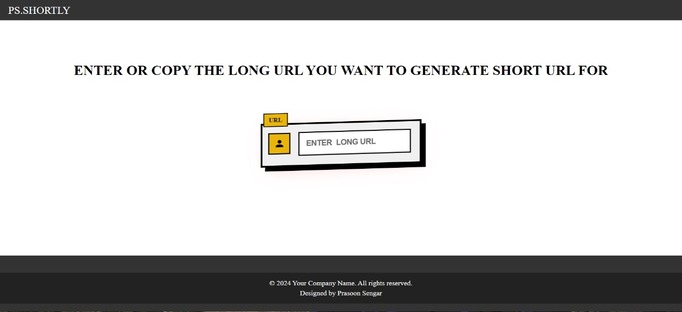 PS.SHORTLY
ENTER OR COPY THE LONG URL YOU WANT TO GENERATE SHORT URL FOR
URL
ENTER LONG URL
© 2024 Your Company Name. All rights reserved.
Designed by Prasoon Sengar